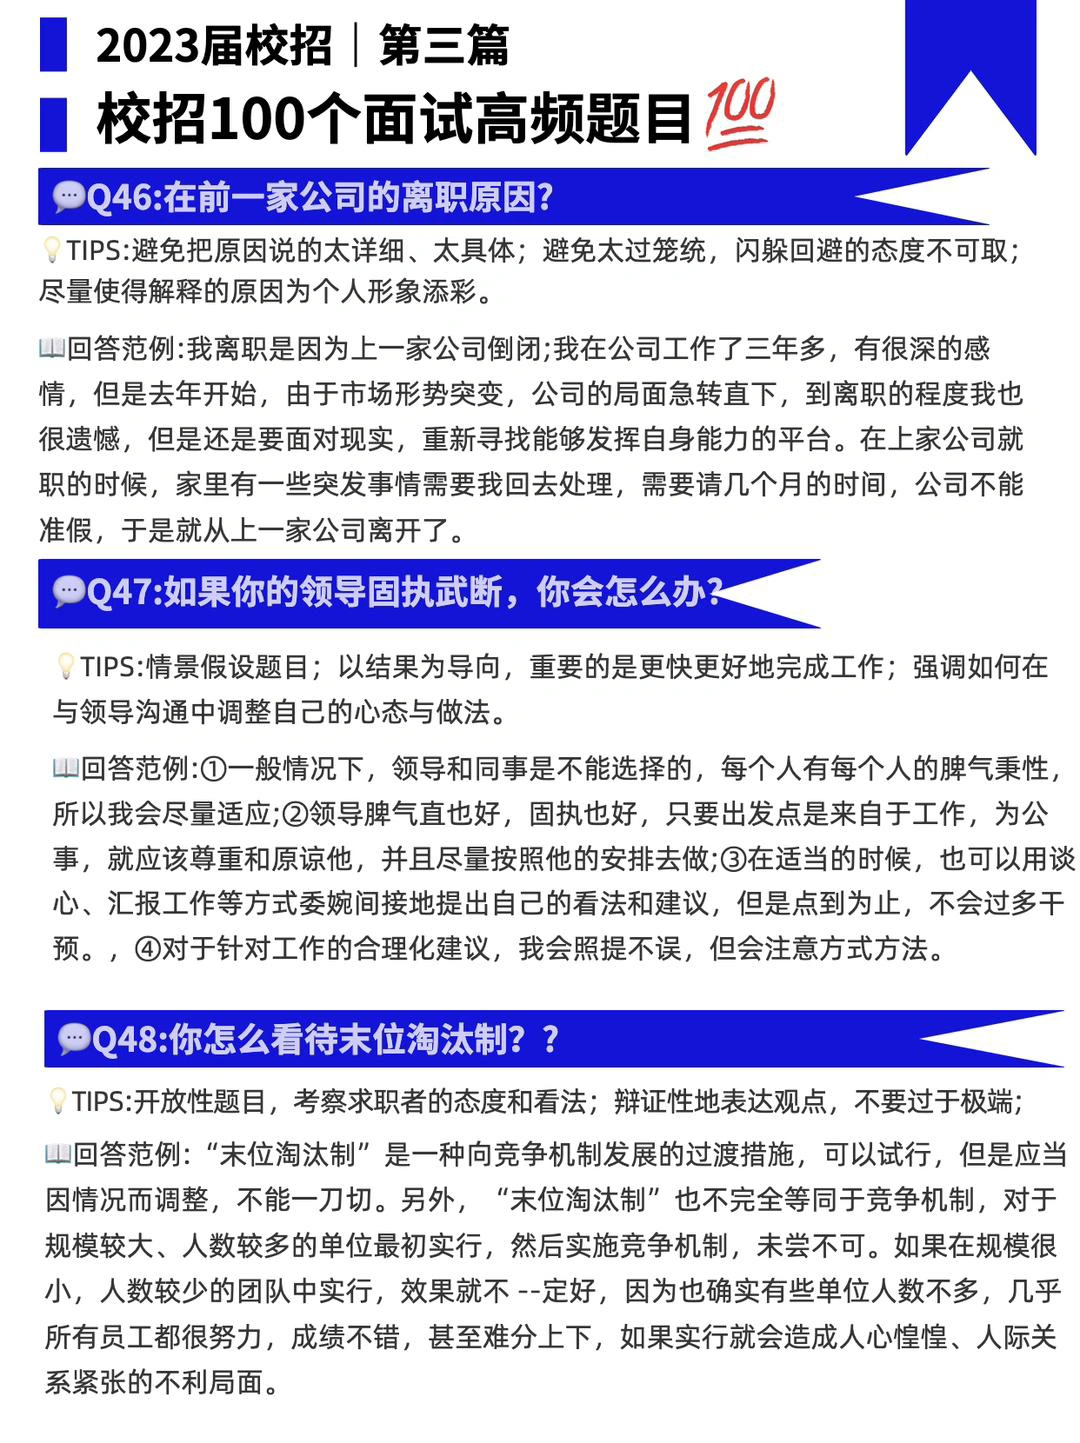 2023届校招｜第三篇
校招100个面试高频题目💯
💬Q46:在前一家公司的离职原因?
💡TIPS:避免把原因说的太详细、太具体；避免太过笼统，闪躲回避的态度不可取；
尽量使得解释的原因为个人形象添彩。
📖回答范例:我离职是因为上一家公司倒闭;我在公司工作了三年多，有很深的感
情，但是去年开始，由于市场形势突变，公司的局面急转直下，到离职的程度我也
很遗憾，但是还是要面对现实，重新寻找能够发挥自身能力的平台。在上家公司就
职的时候，家里有一些突发事情需要我回去处理，需要请几个月的时间，公司不能
准假，于是就从上一家公司离开了。
💬Q47:如果你的领导固执武断，你会怎么办?
💡TIPS:情景假设题目；以结果为导向，重要的是更快更好地完成工作；强调如何在
与领导沟通中调整自己的心态与做法。
📖回答范例:①一般情况下，领导和同事是不能选择的，每个人有每个人的脾气秉性，
所以我会尽量适应;②领导脾气直也好，固执也好，只要出发点是来自于工作，为公
事，就应该尊重和原谅他，并且尽量按照他的安排去做;③在适当的时候，也可以用谈
心、汇报工作等方式委婉间接地提出自己的看法和建议，但是点到为止，不会过多干
预。，④对于针对工作的合理化建议，我会照提不误，但会注意方式方法。
💬Q48:你怎么看待末位淘汰制？?
💡TIPS:开放性题目，考察求职者的态度和看法；辩证性地表达观点，不要过于极端；
📖回答范例:“末位淘汰制”是一种向竞争机制发展的过渡措施，可以试行，但是应当
因情况而调整，不能一刀切。另外，“末位淘汰制”也不完全等同于竞争机制，对于
规模较大、人数较多的单位最初实行，然后实施竞争机制，未尝不可。如果在规模很
小，人数较少的团队中实行，效果就不 --定好，因为也确实有些单位人数不多，几乎
所有员工都很努力，成绩不错，甚至难分上下，如果实行就会造成人心惶惶、人际关
系紧张的不利局面。